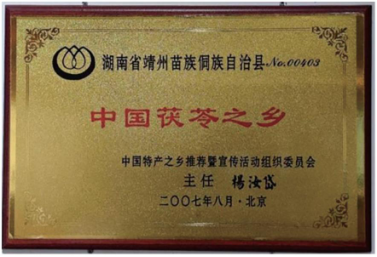 湖南省靖州苗族侗族自治县No.00403
中国茯苓之乡
中国特产之乡推荐暨宣传活动组织委员会
主任 杨汝岱
二〇〇七年八月·北京